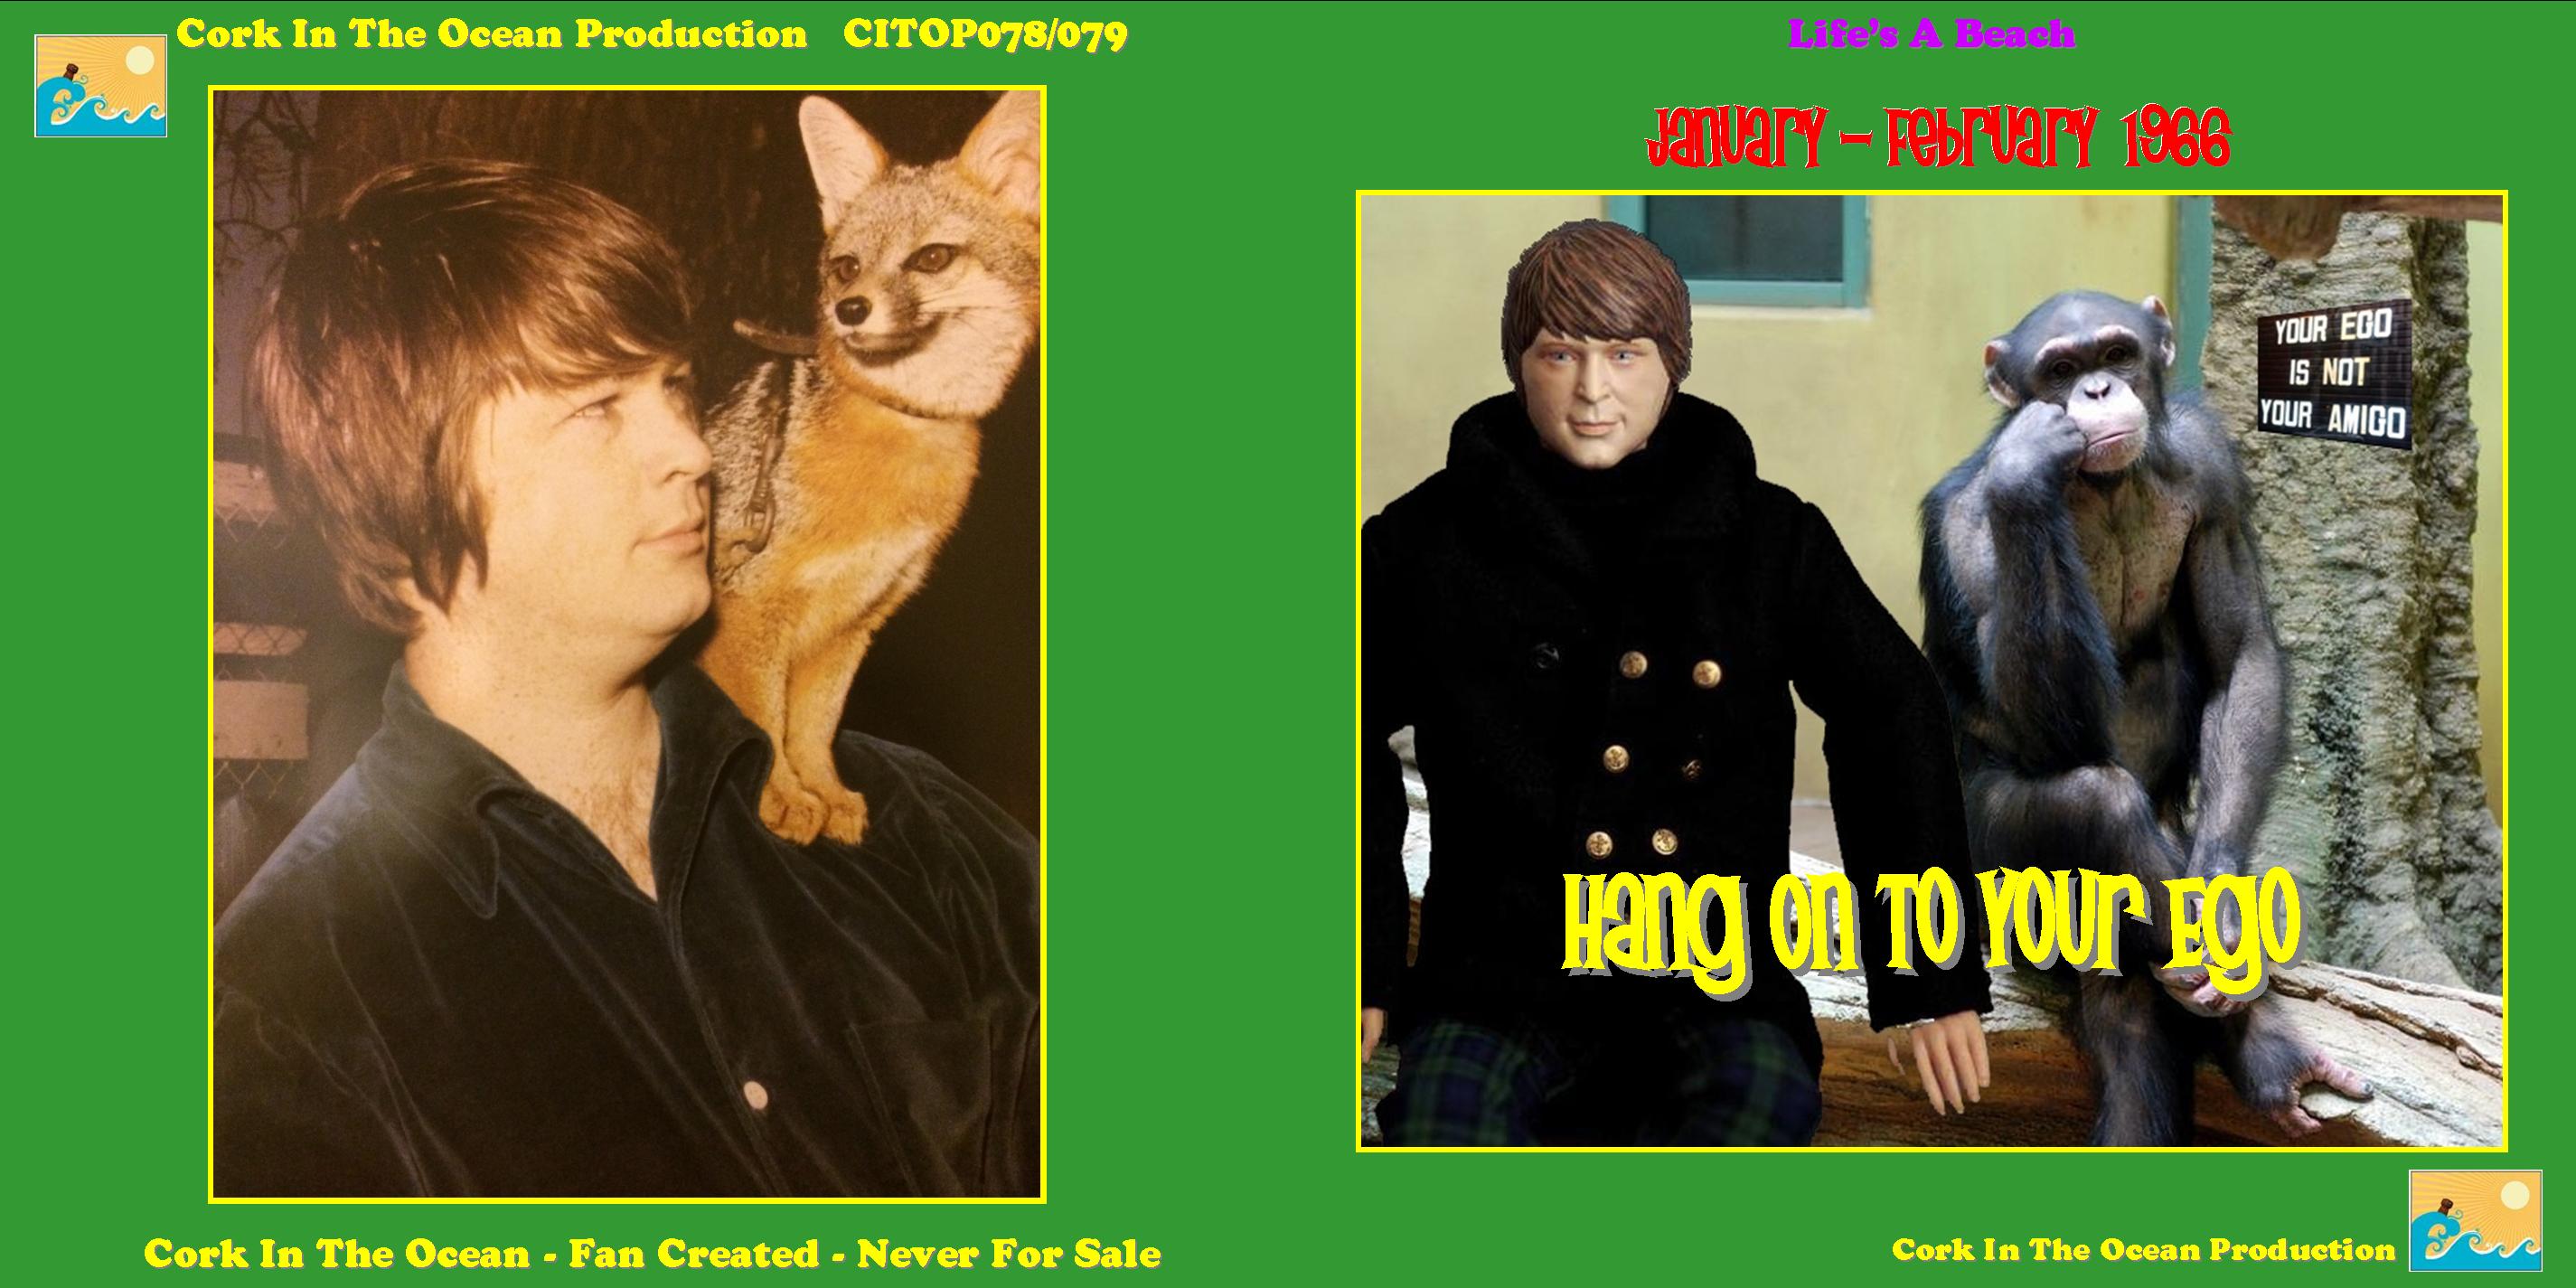 Cork In The Ocean Production   CITOP078/079
Cork In The Ocean - Fan Created - Never For Sale
Life's A Beach
January - February 1966
YOUR EGO
IS NOT
YOUR AMIGO
Hang On To Your Ego
Cork In The Ocean Production